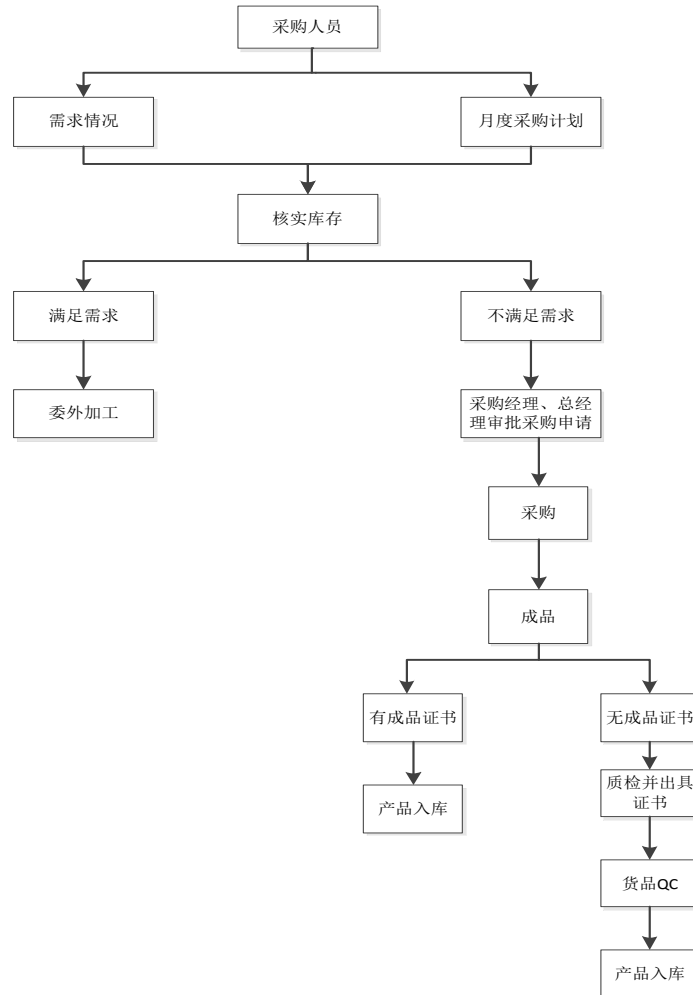 采购人员
需求情况
月度采购计划
核实库存
满足需求
不满足需求
委外加工
采购经理、总经
理审批采购申请
采购
成品
有成品证书
无成品证书
质检并出具
证书
产品入库
货品QC
产品入库